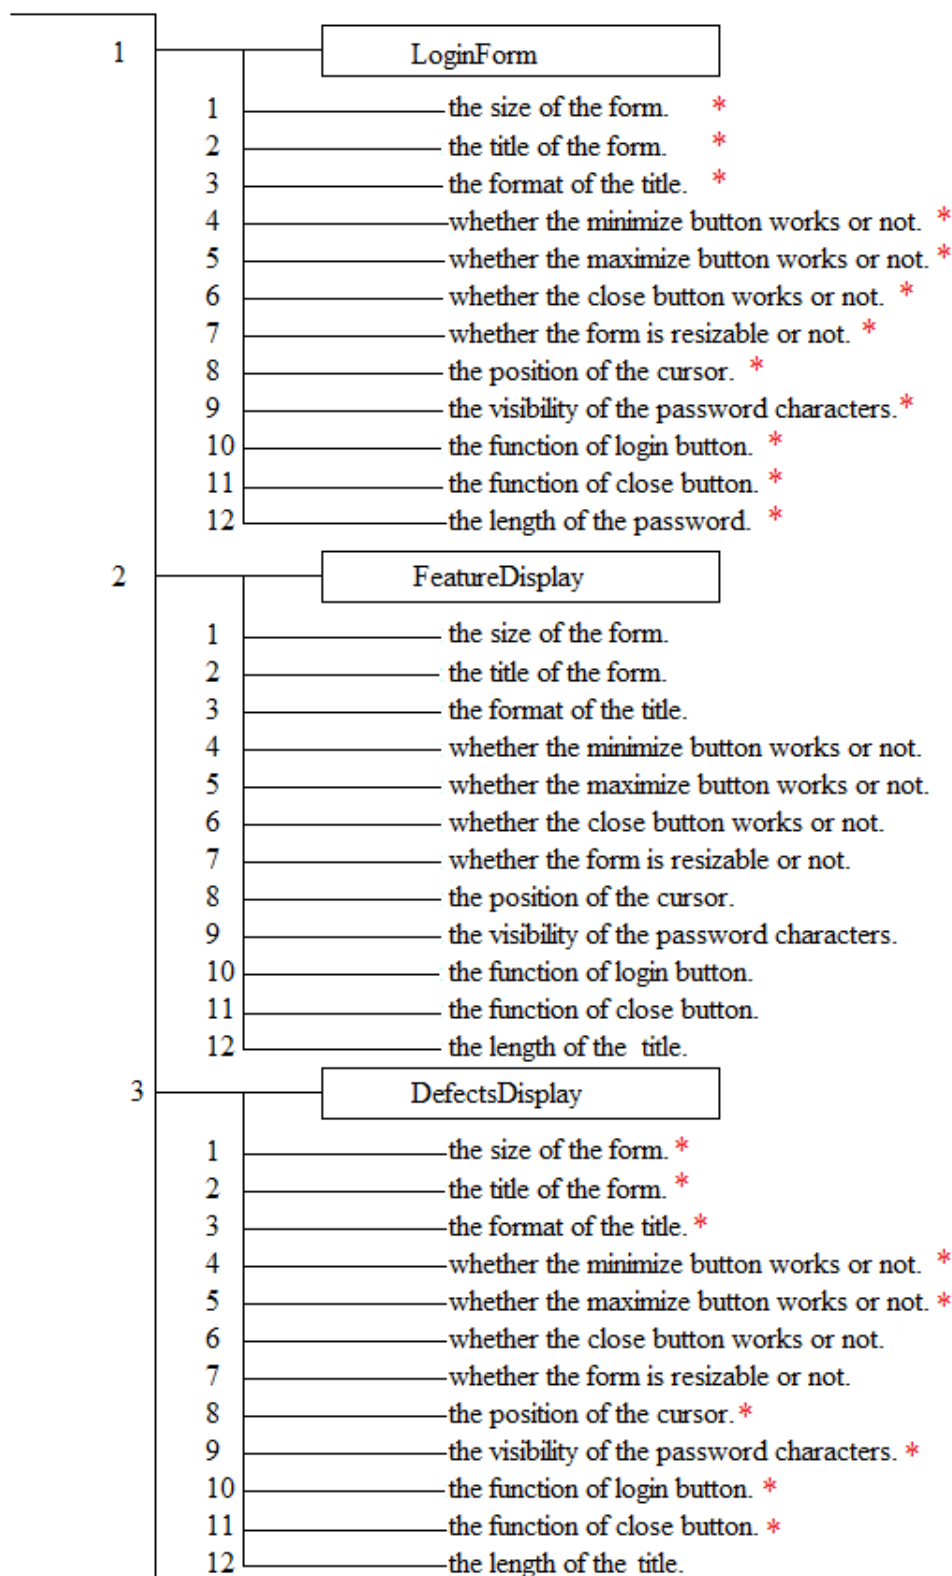 1 LoginForm
1 the size of the form. *
2 the title of the form. *
3 the format of the title. *
4 whether the minimize button works or not. *
5 whether the maximize button works or not. *
6 whether the close button works or not. *
7 whether the form is resizable or not. *
8 the position of the cursor. *
9 the visibility of the password characters. *
10 the function of login button. *
11 the function of close button. *
12 the length of the password. *
2 FeatureDisplay
1 the size of the form.
2 the title of the form.
3 the format of the title.
4 whether the minimize button works or not.
5 whether the maximize button works or not.
6 whether the close button works or not.
7 whether the form is resizable or not.
8 the position of the cursor.
9 the visibility of the password characters.
10 the function of login button.
11 the function of close button.
12 the length of the title.
3 DefectsDisplay
1 the size of the form. *
2 the title of the form. *
3 the format of the title. *
4 whether the minimize button works or not. *
5 whether the maximize button works or not. *
6 whether the close button works or not.
7 whether the form is resizable or not.
8 the position of the cursor. *
9 the visibility of the password characters. *
10 the function of login button. *
11 the function of close button. *
12 the length of the title.